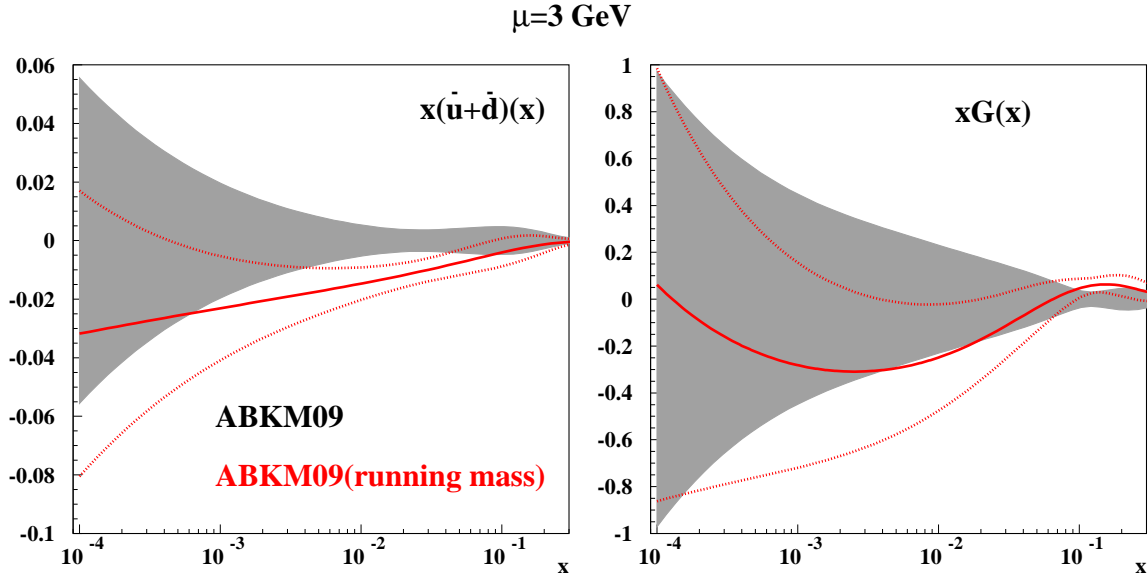 μ=3 GeV
x(ū+d̄)(x)
xG(x)
0.06
0.04
0.02
0
-0.02
-0.04
-0.06
-0.08
-0.1
1
0.8
0.6
0.4
0.2
0
-0.2
-0.4
-0.6
-0.8
-1
ABKM09
ABKM09(running mass)
10⁻⁴ 10⁻³ 10⁻² 10⁻¹ x
10⁻⁴ 10⁻³ 10⁻² 10⁻¹ x